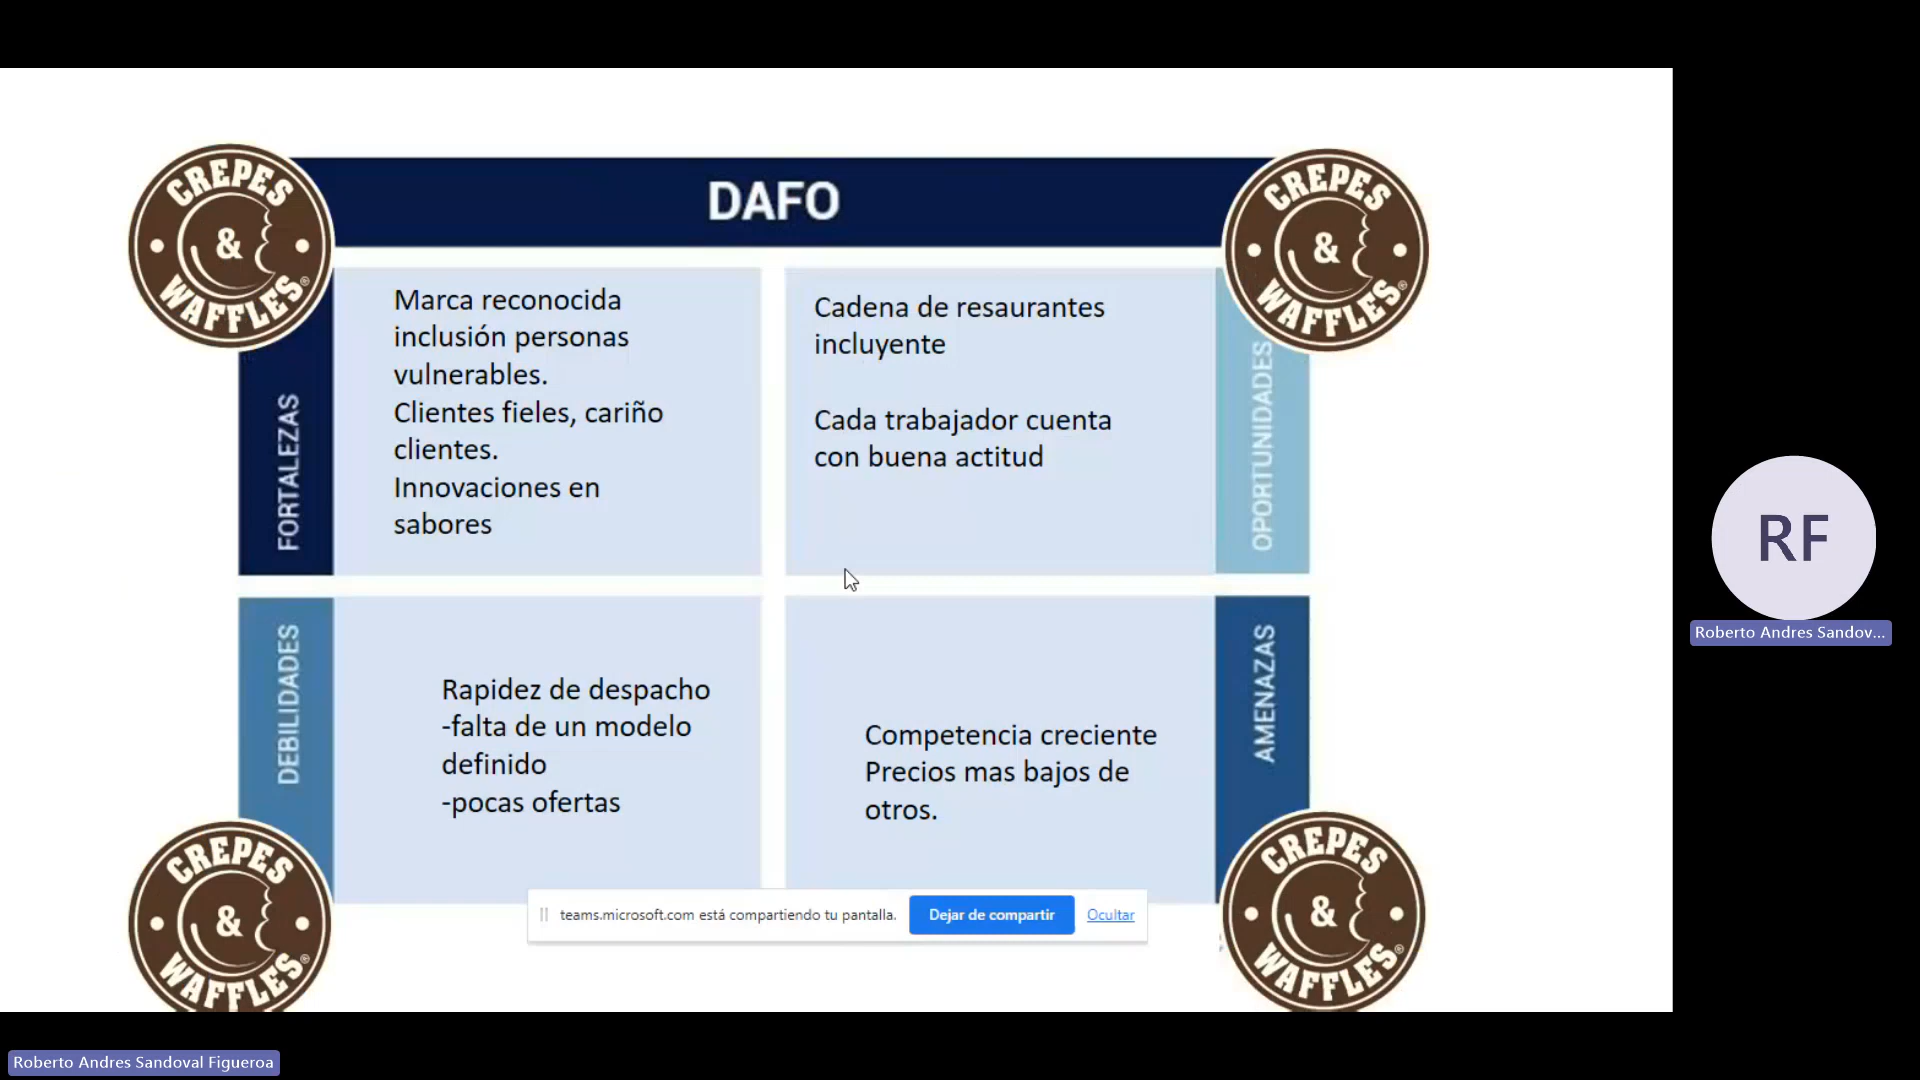 CREPES
&
WAFFLES®
DAFO
CREPES
&
WAFFLES®
FORTALEZAS
Marca reconocida
inclusión personas
vulnerables.
Clientes fieles, cariño
clientes.
Innovaciones en
sabores
Cadena de resaurantes
incluyente
Cada trabajador cuenta
con buena actitud
OPORTUNIDADES
DEBILIDADES
Rapidez de despacho
-falta de un modelo
definido
-pocas ofertas
Competencia creciente
Precios mas bajos de
otros.
AMENAZAS
CREPES
&
WAFFLES®
CREPES
&
WAFFLES®
teams.microsoft.com está compartiendo tu pantalla. Dejar de compartir Ocultar
RF
Roberto Andres Sandov...
Roberto Andres Sandoval Figueroa